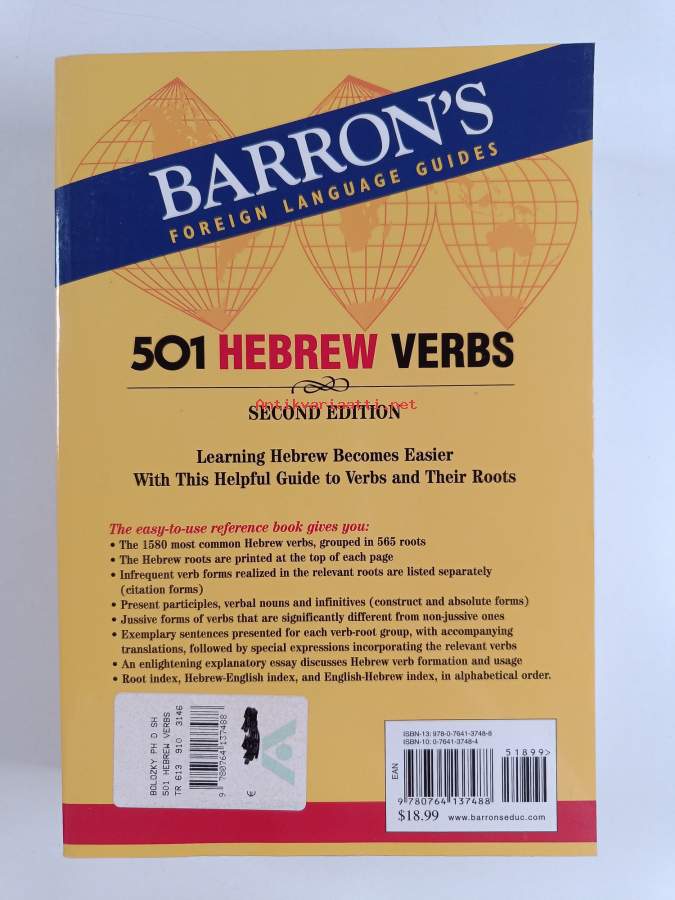 BARRON'S
FOREIGN LANGUAGE GUIDES
501 HEBREW VERBS
Antikvariaatti.net
SECOND EDITION
Learning Hebrew Becomes Easier
With This Helpful Guide to Verbs and Their Roots
The easy-to-use reference book gives you:
• The 1580 most common Hebrew verbs, grouped in 565 roots
• The Hebrew roots are printed at the top of each page
• Infrequent verb forms realized in the relevant roots are listed separately
(citation forms)
• Present participles, verbal nouns and infinitives (construct and absolute forms)
• Jussive forms of verbs that are significantly different from non-jussive ones
• Exemplary sentences presented for each verb-root group, with accompanying
translations, followed by special expressions incorporating the relevant verbs
• An enlightening explanatory essay discusses Hebrew verb formation and usage
• Root index, Hebrew-English index, and English-Hebrew index, in alphabetical order.
BOLOZKY PH D SH
501 HEBREW VERBS
TR 613 910 3146
9 780764 137488
€
ISBN-13: 978-0-7641-3748-8
ISBN-10: 0-7641-3748-4
51899>
EAN
9 780764 137488
$18.99 www.barronseduc.com